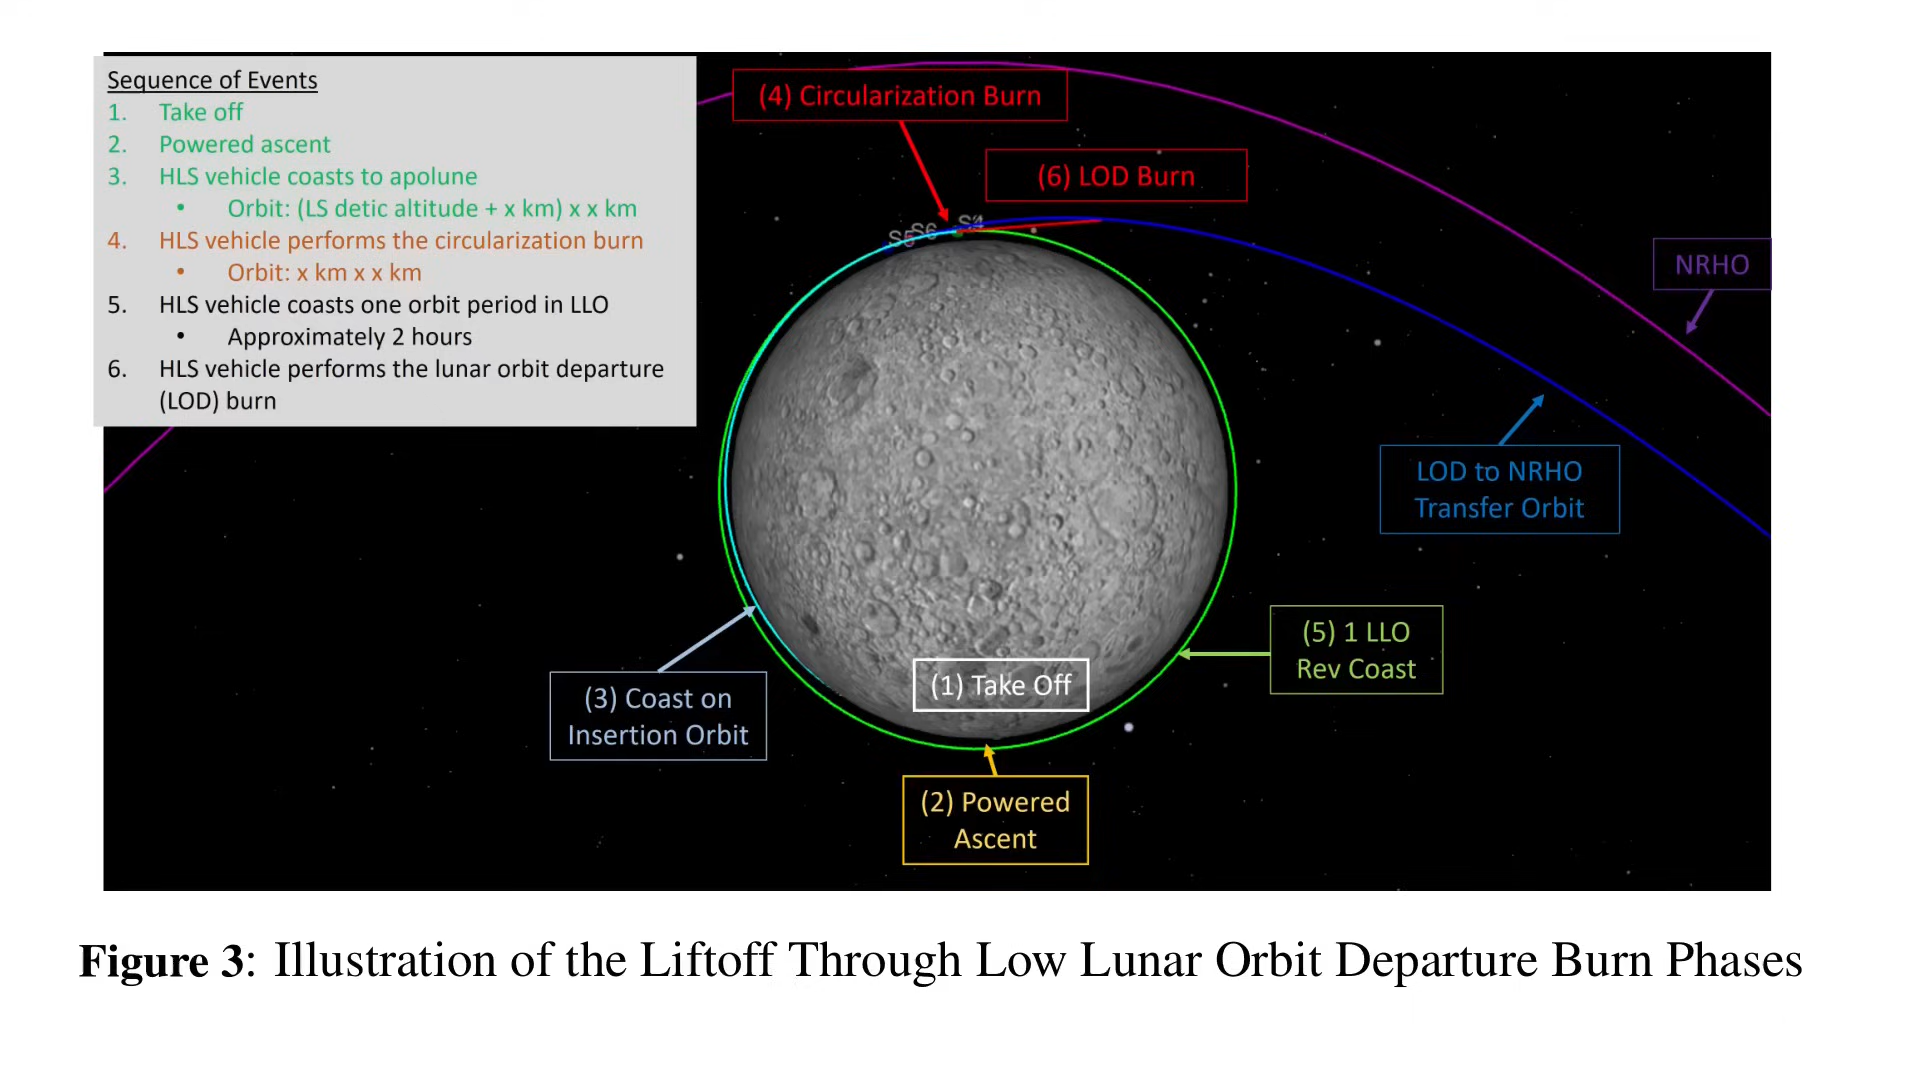 Sequence of Events
1. Take off
2. Powered ascent
3. HLS vehicle coasts to apolune
• Orbit: (LS detic altitude + x km) x x km
4. HLS vehicle performs the circularization burn
• Orbit: x km x x km
5. HLS vehicle coasts one orbit period in LLO
• Approximately 2 hours
6. HLS vehicle performs the lunar orbit departure
(LOD) burn
(4) Circularization Burn
(6) LOD Burn
S5
S6
NRHO
LOD to NRHO
Transfer Orbit
(5) 1 LLO
Rev Coast
(3) Coast on
Insertion Orbit
(1) Take Off
(2) Powered
Ascent
Figure 3: Illustration of the Liftoff Through Low Lunar Orbit Departure Burn Phases